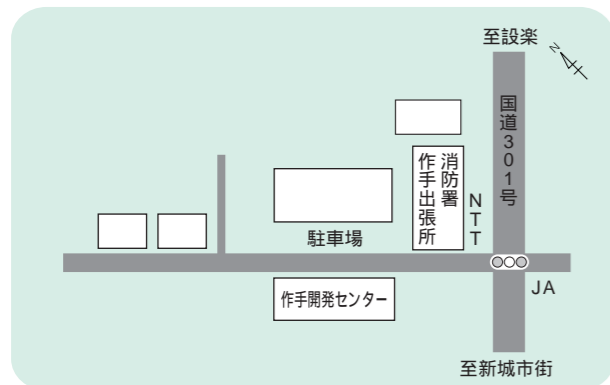 至設楽
N
国道301号
消防署
作手出張所
NTT
駐車場
作手開発センター
JA
至新城市街